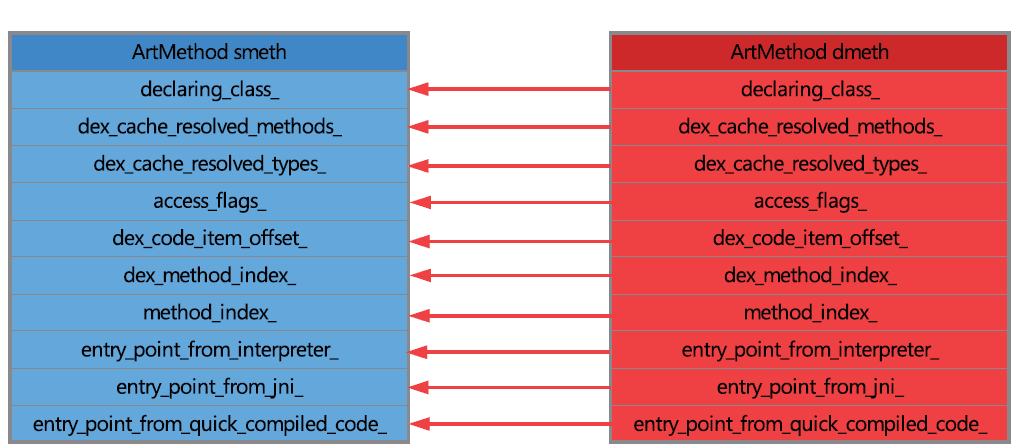 ArtMethod smeth
declaring_class_
dex_cache_resolved_methods_
dex_cache_resolved_types_
access_flags_
dex_code_item_offset_
dex_method_index_
method_index_
entry_point_from_interpreter_
entry_point_from_jni_
entry_point_from_quick_compiled_code_
ArtMethod dmeth
declaring_class_
dex_cache_resolved_methods_
dex_cache_resolved_types_
access_flags_
dex_code_item_offset_
dex_method_index_
method_index_
entry_point_from_interpreter_
entry_point_from_jni_
entry_point_from_quick_compiled_code_